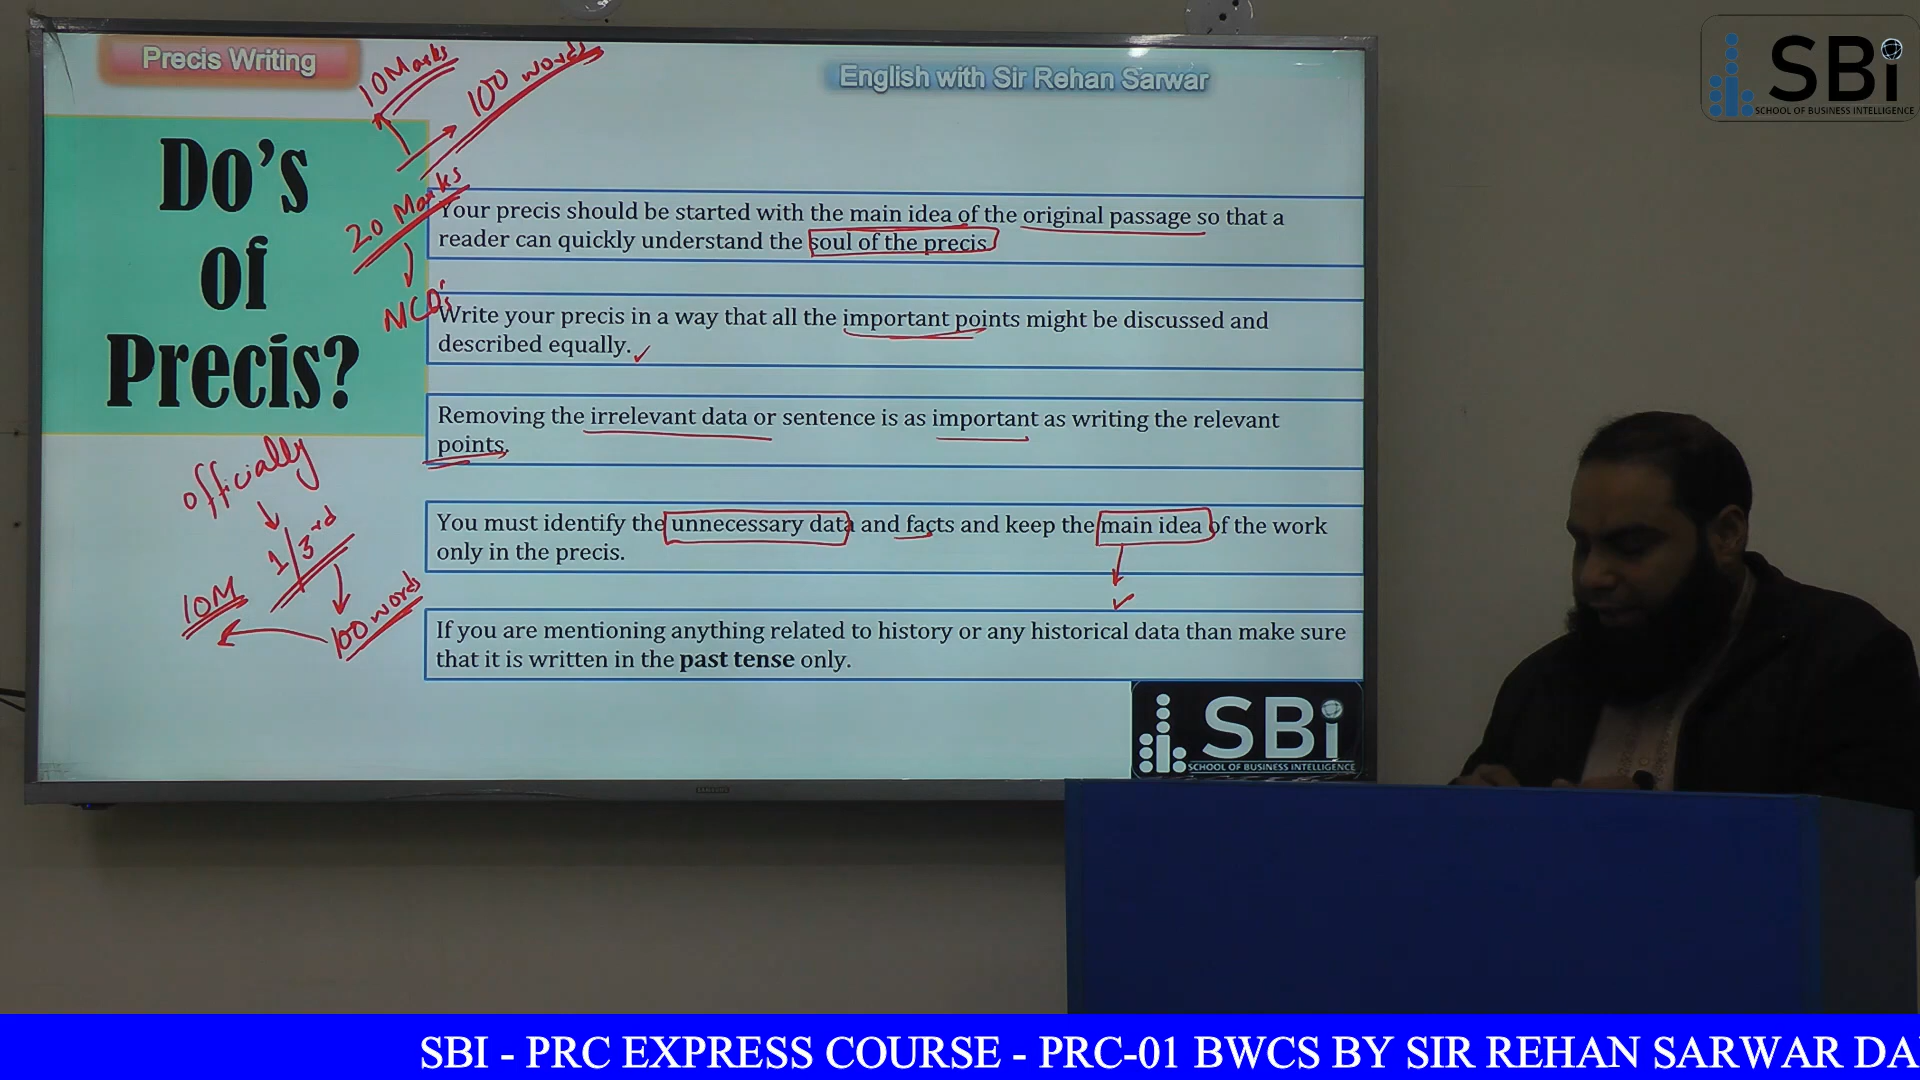 Precis Writing
10 Marks
100 words
English with Sir Rehan Sarwar
SBi
SCHOOL OF BUSINESS INTELLIGENCE
Do's
of
Precis?
20 Marks
MCQ's
Your precis should be started with the main idea of the original passage so that a
reader can quickly understand the soul of the precis
Write your precis in a way that all the important points might be discussed and
described equally.
Removing the irrelevant data or sentence is as important as writing the relevant
points.
You must identify the unnecessary data and facts and keep the main idea of the work
only in the precis.
If you are mentioning anything related to history or any historical data than make sure
that it is written in the past tense only.
officially
1/3rd
10M
100 words
SBi
SCHOOL OF BUSINESS INTELLIGENCE
SAMSUNG
SBI - PRC EXPRESS COURSE - PRC-01 BWCS BY SIR REHAN SARWAR DA